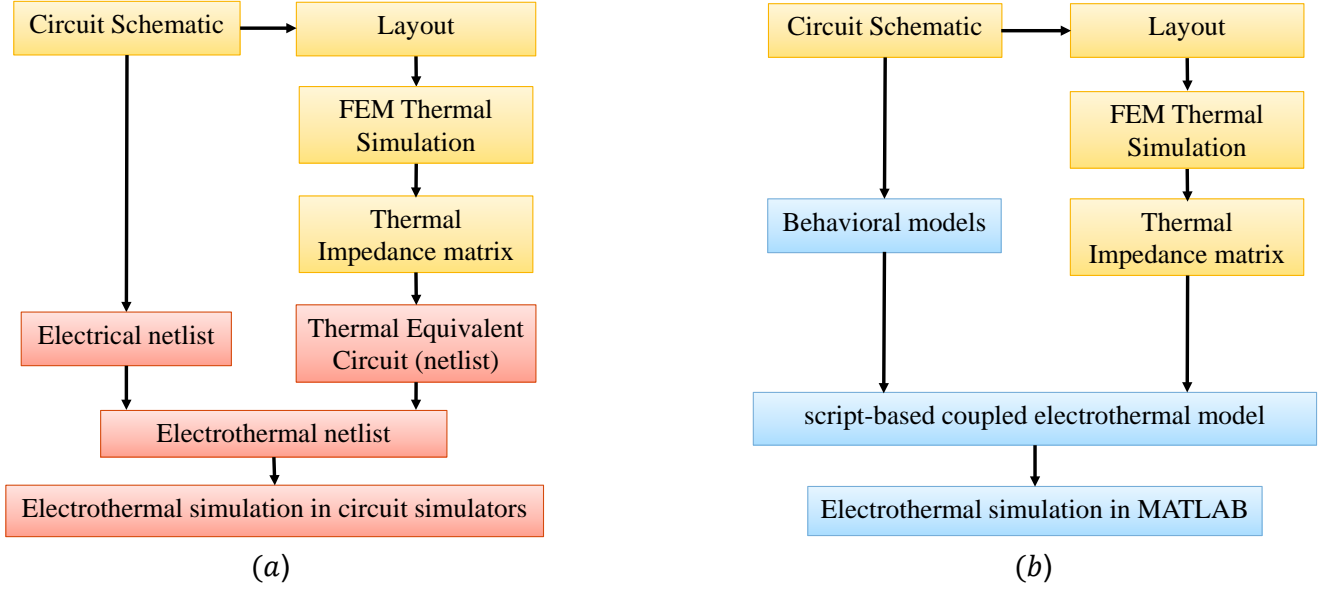 Circuit Schematic
Layout
FEM Thermal
Simulation
Thermal
Impedance matrix
Electrical netlist
Thermal Equivalent
Circuit (netlist)
Electrothermal netlist
Electrothermal simulation in circuit simulators
(a)
Circuit Schematic
Layout
FEM Thermal
Simulation
Behavioral models
Thermal
Impedance matrix
script-based coupled electrothermal model
Electrothermal simulation in MATLAB
(b)